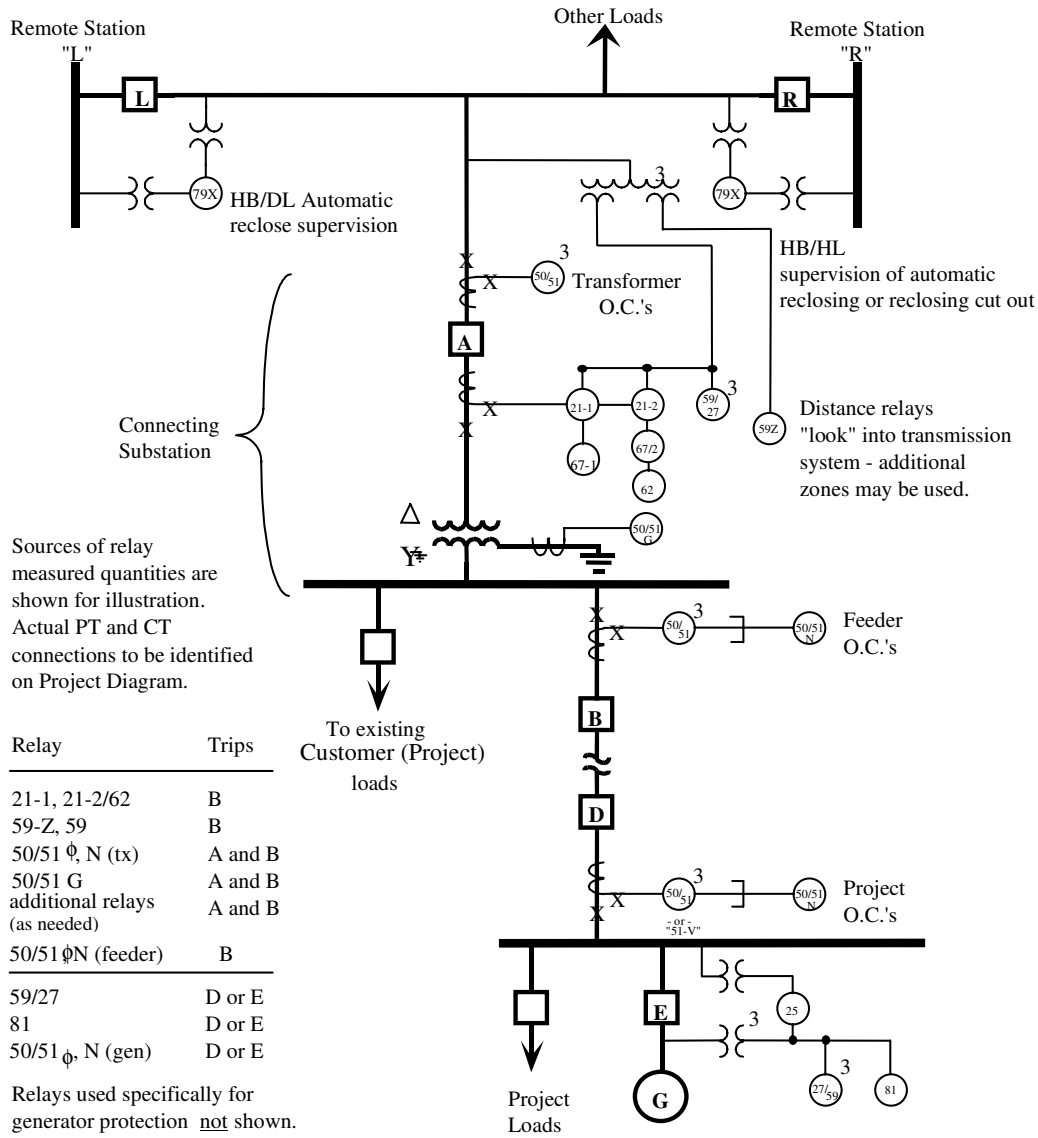 Remote Station
"L"
Other Loads
Remote Station
"R"
L
R
79X
HB/DL Automatic
reclose supervision
3
79X
HB/HL
supervision of automatic
reclosing or reclosing cut out
X
X
50/51
3
Transformer
O.C.'s
A
X
X
21-1
21-2
59/
27
3
59Z
67-1
67/2
62
Distance relays
"look" into transmission
system - additional
zones may be used.
Connecting
Substation
Δ
Y
50/51
G
Sources of relay
measured quantities are
shown for illustration.
Actual PT and CT
connections to be identified
on Project Diagram.
X
X
50/51
3
50/51
N
Feeder
O.C.'s
B
To existing
Customer (Project)
loads
D
Relay Trips
21-1, 21-2/62 B
59-Z, 59 B
50/51 ϕ, N (tx) A and B
50/51 G A and B
additional relays A and B
(as needed)
50/51 ϕ,N (feeder) B
59/27 D or E
81 D or E
50/51 ϕ, N (gen) D or E
Relays used specifically for
generator protection not shown.
X
X
50/51
3
- or -
"51-V"
50/51
N
Project
O.C.'s
E
25
3
27/59
3
81
G
Project
Loads